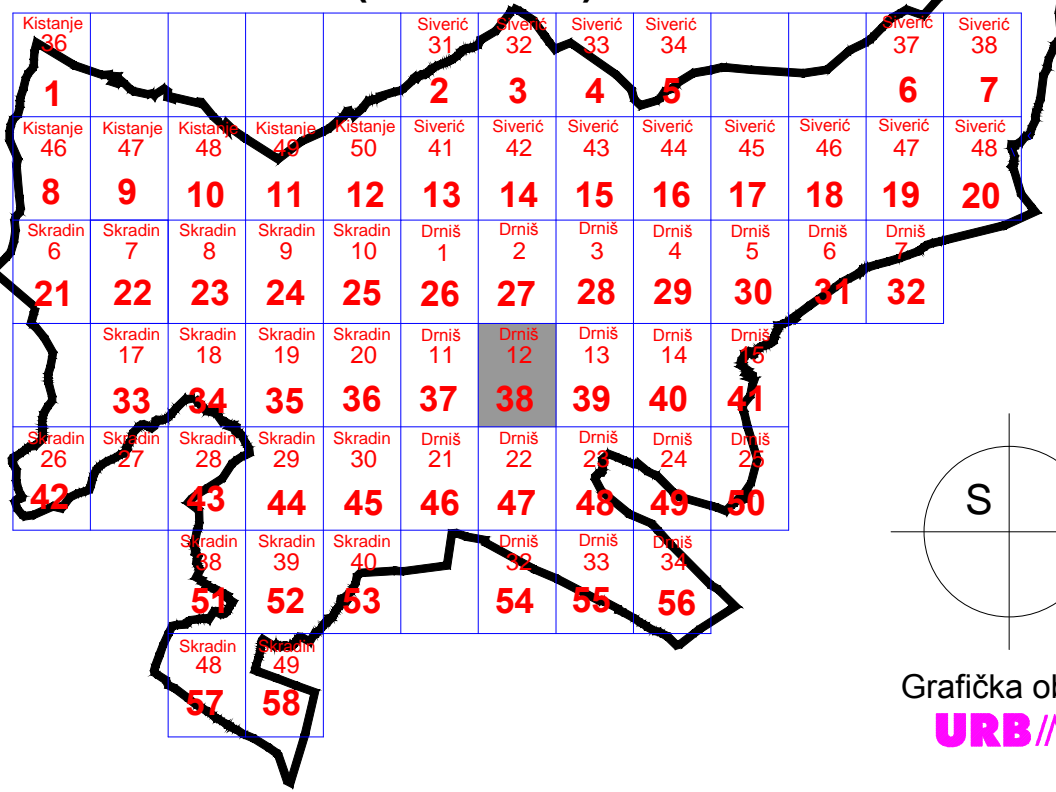 Kistanje Siverić Siverić Siverić Siverić Siverić Siverić
36 31 32 33 34 37 38
1 2 3 4 5 6 7
Kistanje Kistanje Kistanje Kistanje Kistanje Siverić Siverić Siverić Siverić Siverić Siverić Siverić Siverić
46 47 48 49 50 41 42 43 44 45 46 47 48
8 9 10 11 12 13 14 15 16 17 18 19 20
Skradin Skradin Skradin Skradin Skradin Drniš Drniš Drniš Drniš Drniš Drniš Drniš
6 7 8 9 10 1 2 3 4 5 6 7
21 22 23 24 25 26 27 28 29 30 31 32
Skradin Skradin Skradin Skradin Drniš Drniš Drniš Drniš Drniš
17 18 19 20 11 12 13 14 15
33 34 35 36 37 38 39 40 41
Skradin Skradin Skradin Skradin Skradin Drniš Drniš Drniš Drniš Drniš
26 27 28 29 30 21 22 23 24 25
42 43 44 45 46 47 48 49 50
Skradin Skradin Skradin Drniš Drniš Drniš
38 39 40 32 33 34
51 52 53 54 55 56
Skradin Skradin
48 49
57 58
S
Grafička ob
URB//